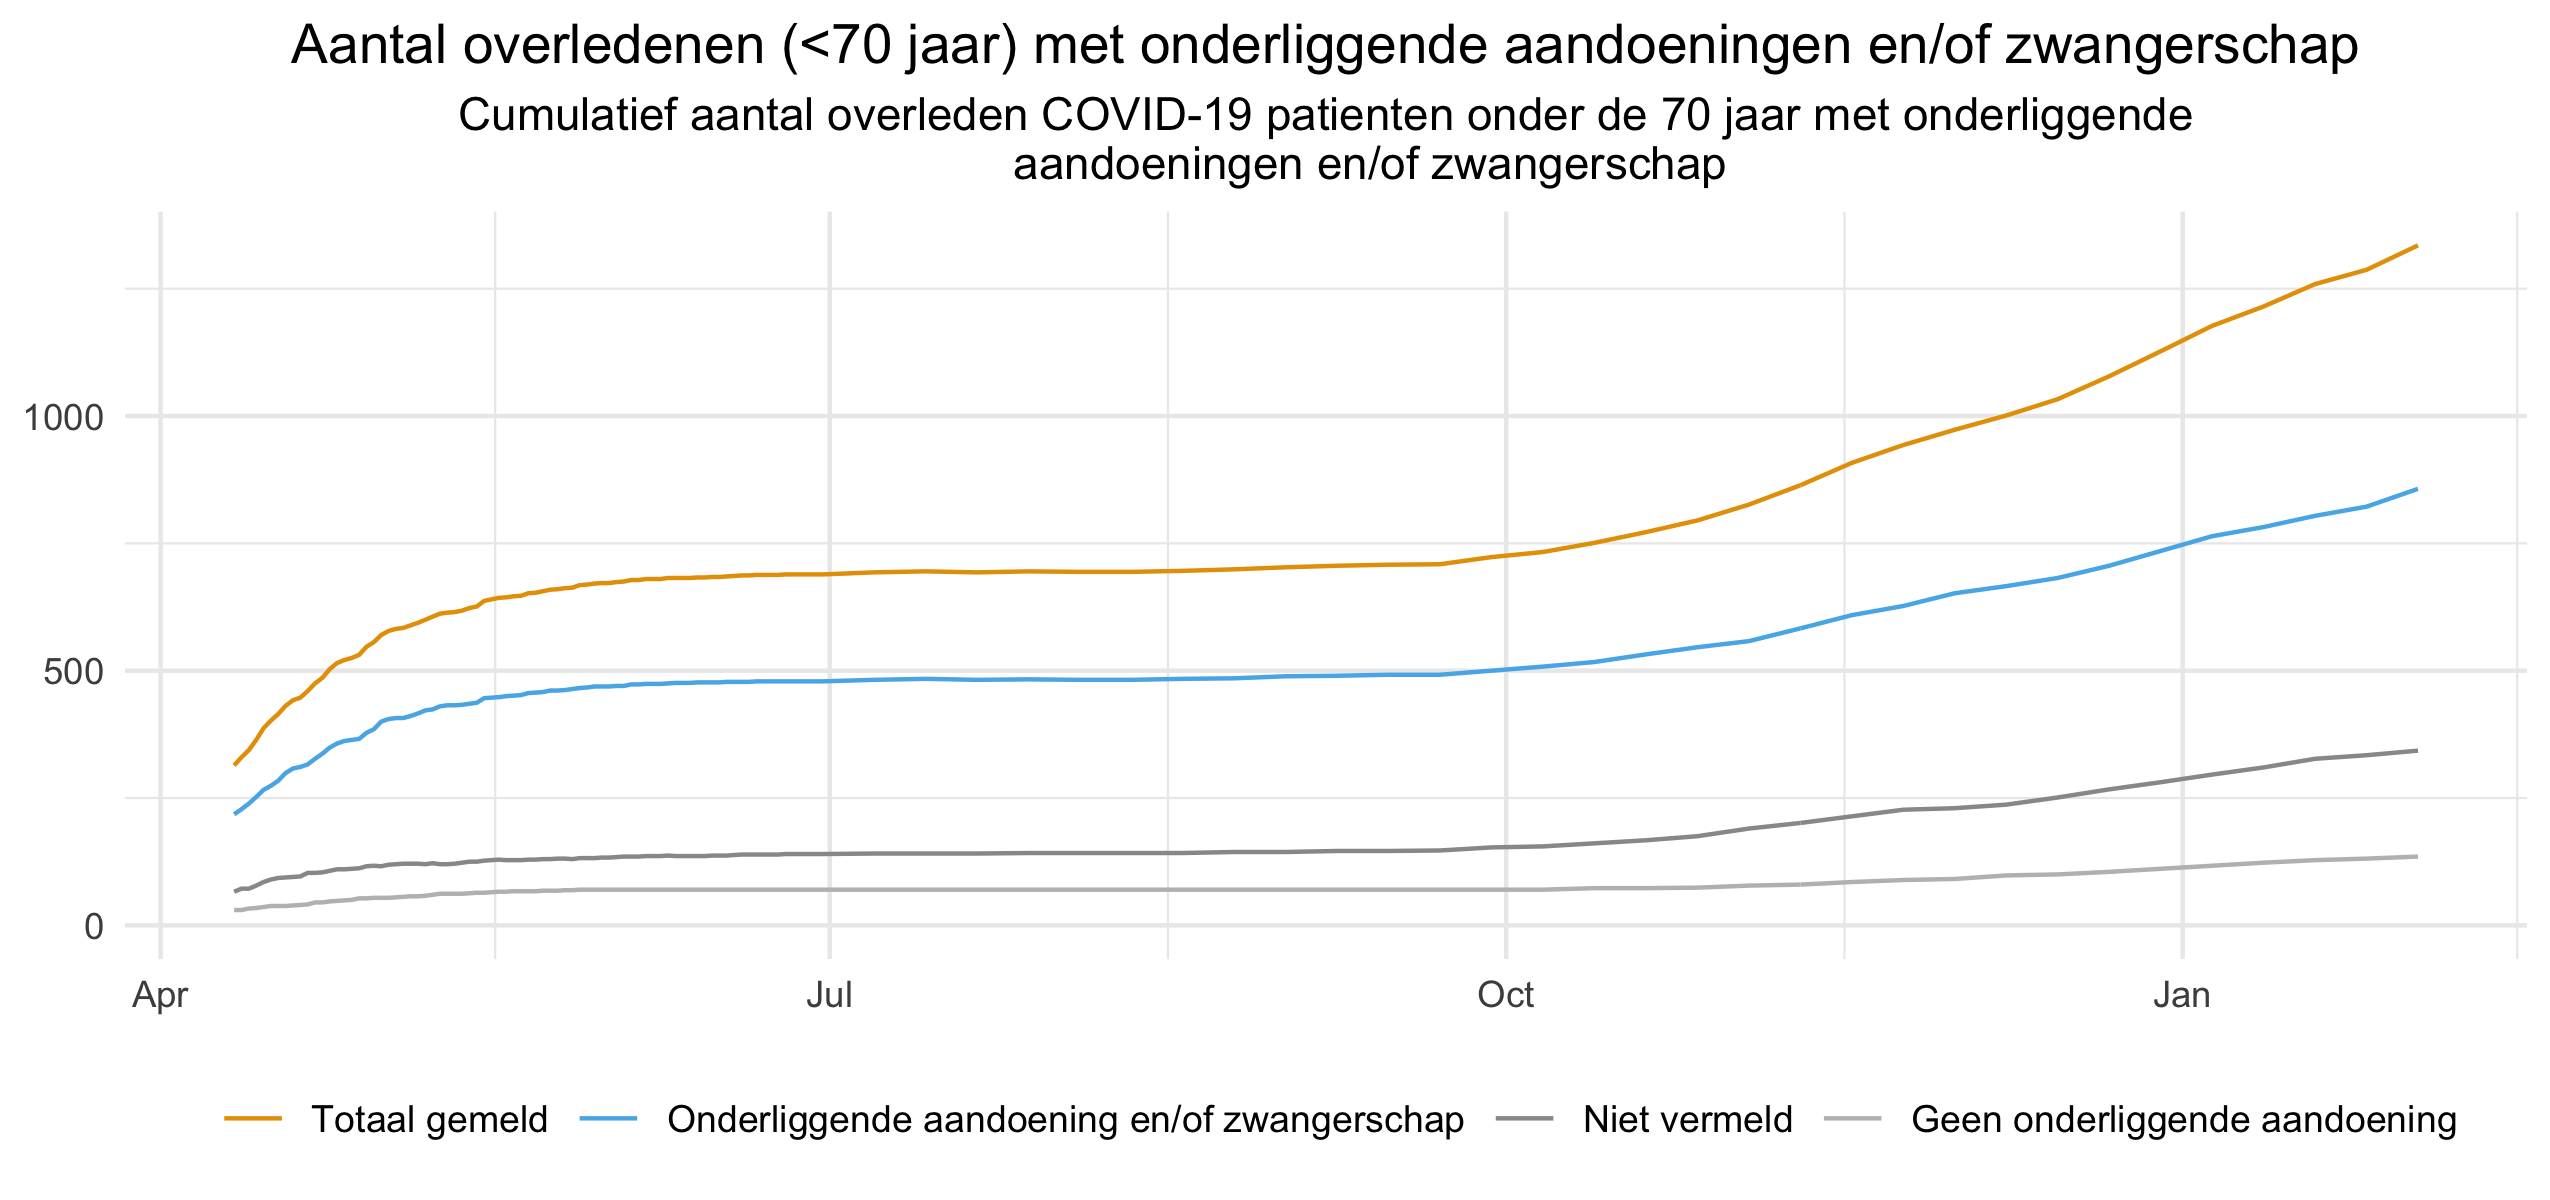 Aantal overledenen (<70 jaar) met onderliggende aandoeningen en/of zwangerschap
Cumulatief aantal overleden COVID-19 patienten onder de 70 jaar met onderliggende
aandoeningen en/of zwangerschap
1000
500
0
Apr Jul Oct Jan
Totaal gemeld Onderliggende aandoening en/of zwangerschap Niet vermeld Geen onderliggende aandoening